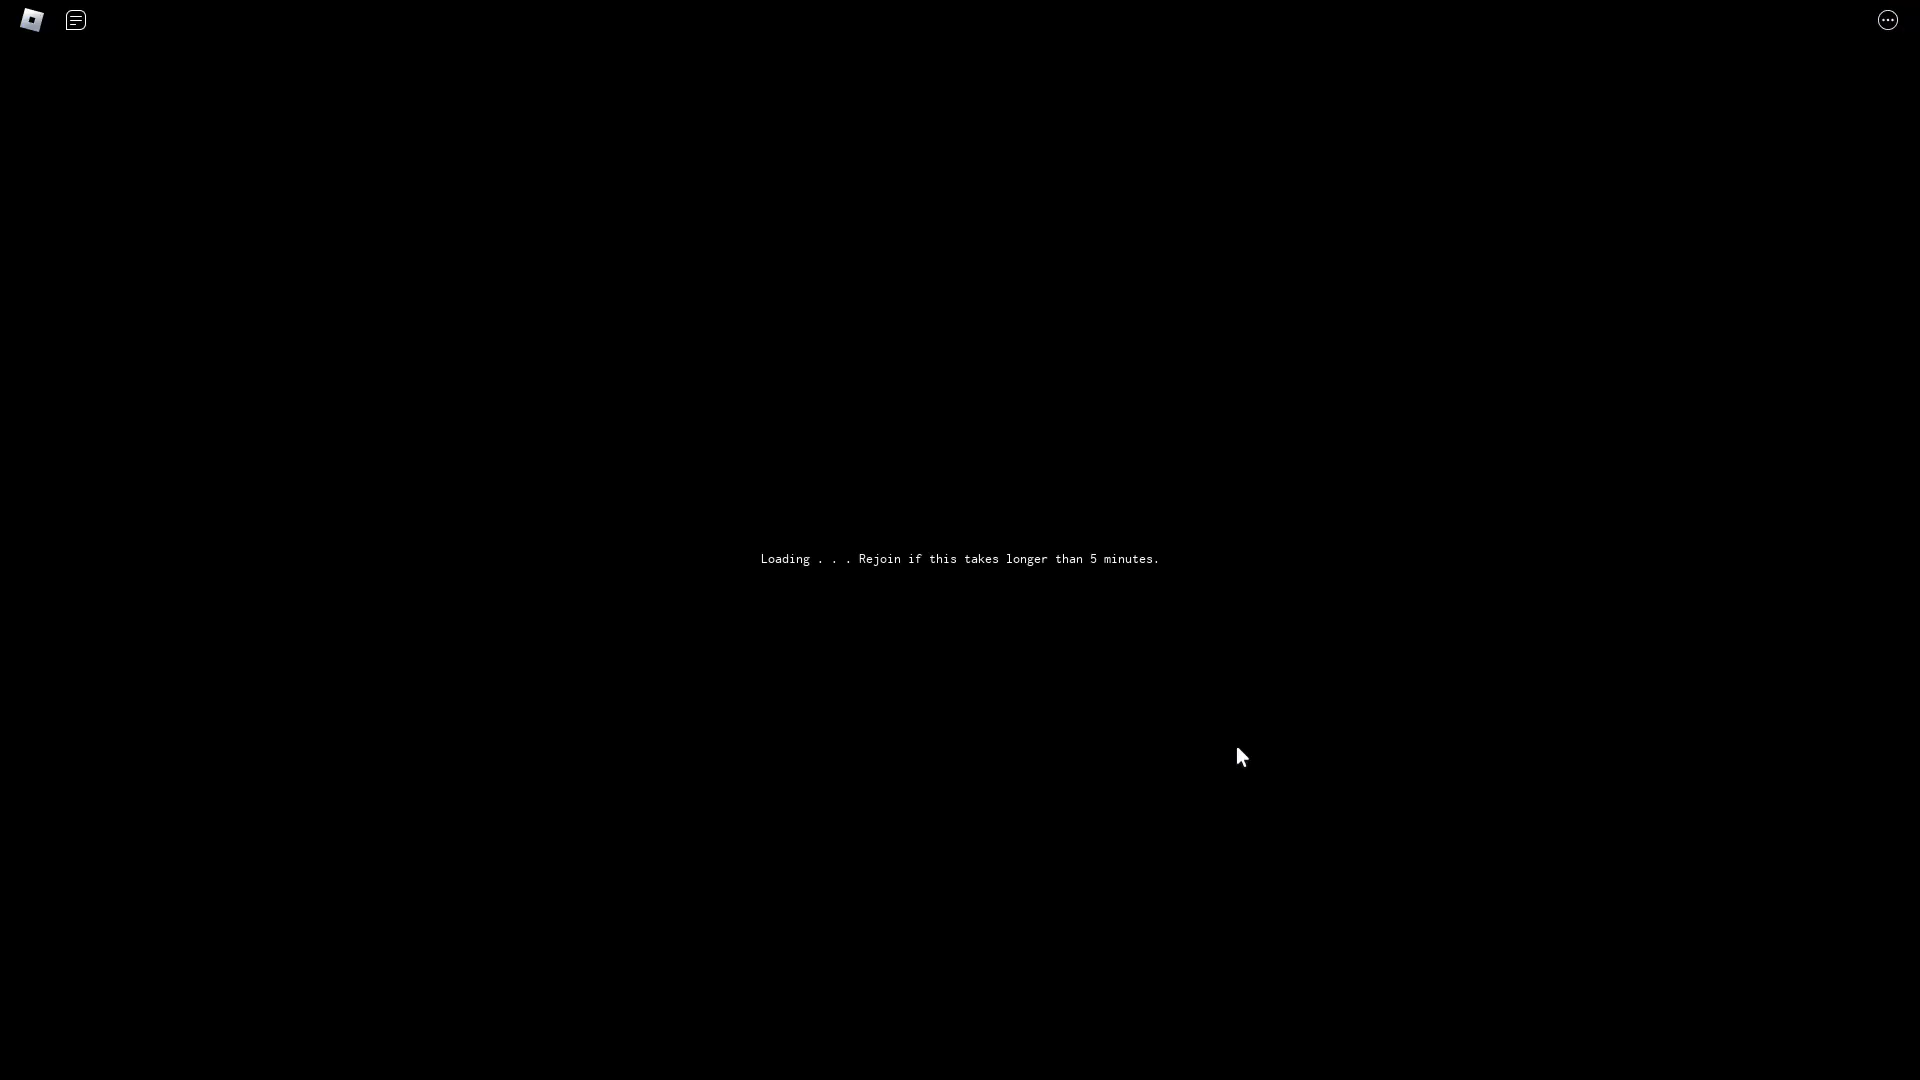 Loading . . . Rejoin if this takes longer than 5 minutes.